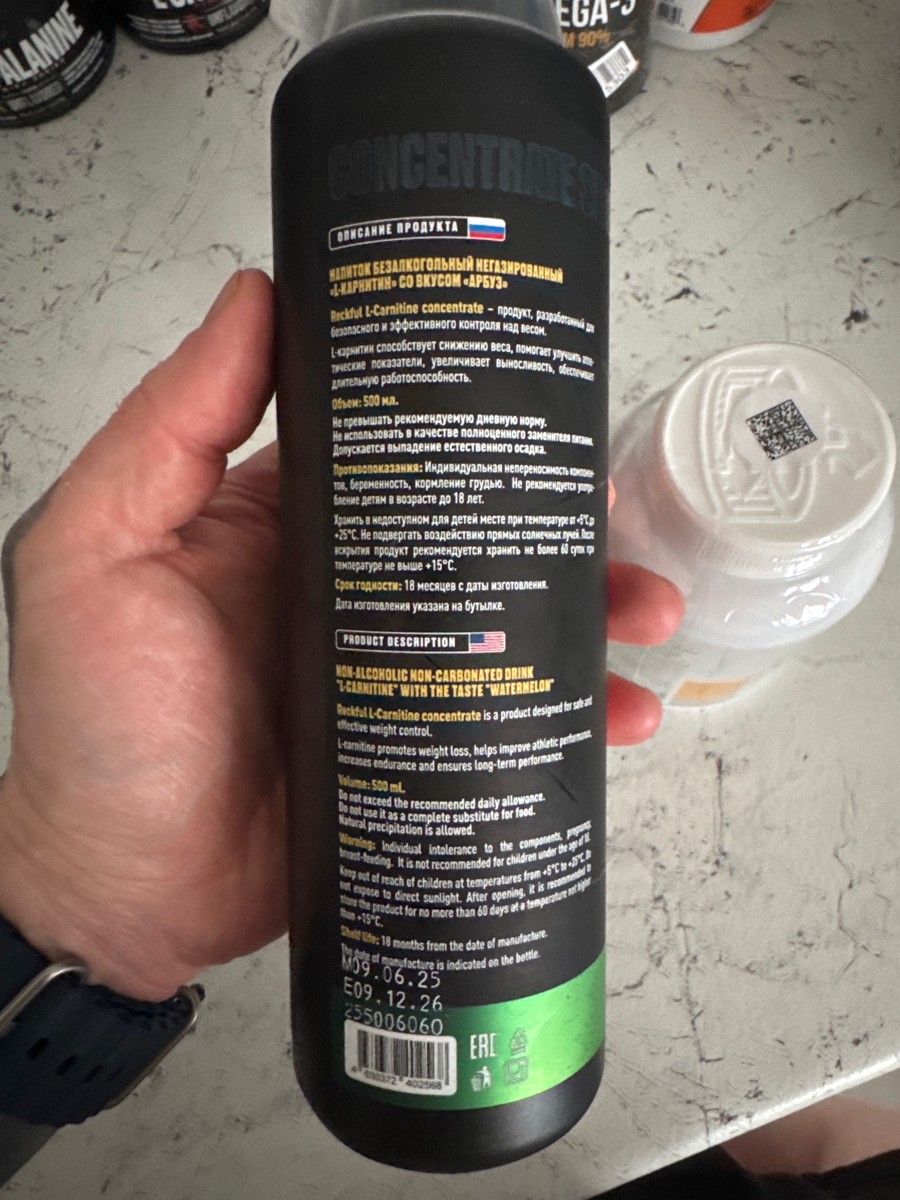 ALANINE
EGA-3
90%
CONCENTRATE
ОПИСАНИЕ ПРОДУКТА
НАПИТОК БЕЗАЛКОГОЛЬНЫЙ НЕГАЗИРОВАННЫЙ
«L-КАРНИТИН» СО ВКУСОМ «АРБУЗ»
Rockful L-Carnitine concentrate – продукт, разработанный для
безопасного и эффективного контроля над весом.
L-карнитин способствует снижению веса, помогает улучшить атле-
тические показатели, увеличивает выносливость, обеспечивает
длительную работоспособность.
Объем: 500 мл.
Не превышать рекомендуемую дневную норму.
Не использовать в качестве полноценного заменителя питания.
Допускается выпадение естественного осадка.
Противопоказания: Индивидуальная непереносимость компонен-
тов, беременность, кормление грудью. Не рекомендуется употре-
бление детям в возрасте до 18 лет.
Хранить в недоступном для детей месте при температуре от +5°С до
+25°С. Не подвергать воздействию прямых солнечных лучей. После
вскрытия продукт рекомендуется хранить не более 60 суток при
температуре не выше +15°С.
Срок годности: 18 месяцев с даты изготовления.
Дата изготовления указана на бутылке.
PRODUCT DESCRIPTION
NON-ALCOHOLIC NON-CARBONATED DRINK
"L-CARNITINE" WITH THE TASTE "WATERMELON"
Rockful L-Carnitine concentrate is a product designed for safe and
effective weight control.
L-carnitine promotes weight loss, helps improve athletic performance,
increases endurance and ensures long-term performance.
Volume: 500 mL.
Do not exceed the recommended daily allowance.
Do not use it as a complete substitute for food.
Natural precipitation is allowed.
Warning: Individual intolerance to the components, pregnancy,
breast-feeding. It is not recommended for children under the age of 18.
Keep out of reach of children at temperatures from +5°C to +25°C. Do
not expose to direct sunlight. After opening, it is recommended to
store the product for no more than 60 days at a temperature not higher
than +15°C.
Shelf life: 18 months from the date of manufacture.
The date of manufacture is indicated on the bottle.
M09.06.25
E09.12.26
255006060
EAC
4 630372 402568